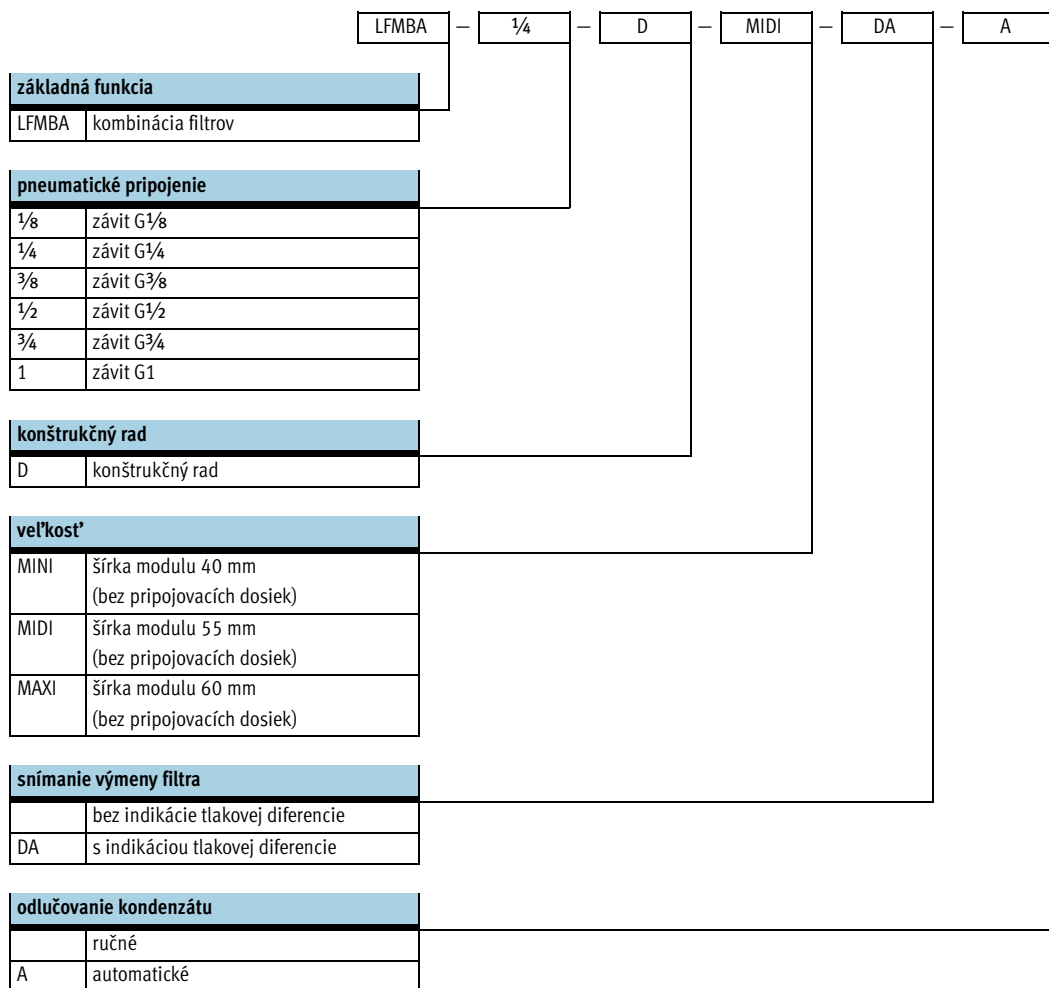 LFMBA – ¼ – D – MIDI – DA – A
základná funkcia
LFMBA kombinácia filtrov
pneumatické pripojenie
⅛ závit G⅛
¼ závit G¼
⅜ závit G⅜
½ závit G½
¾ závit G¾
1 závit G1
konštrukčný rad
D konštrukčný rad
veľkosť
MINI šírka modulu 40 mm
(bez pripojovacích dosiek)
MIDI šírka modulu 55 mm
(bez pripojovacích dosiek)
MAXI šírka modulu 60 mm
(bez pripojovacích dosiek)
snímanie výmeny filtra
bez indikácie tlakovej diferencie
DA s indikáciou tlakovej diferencie
odlučovanie kondenzátu
ručné
A automatické